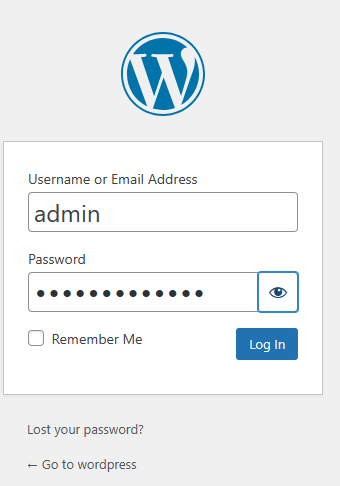 Username or Email Address
admin
Password
●●●●●●●●●●●●●
Remember Me
Log In
Lost your password?
← Go to wordpress